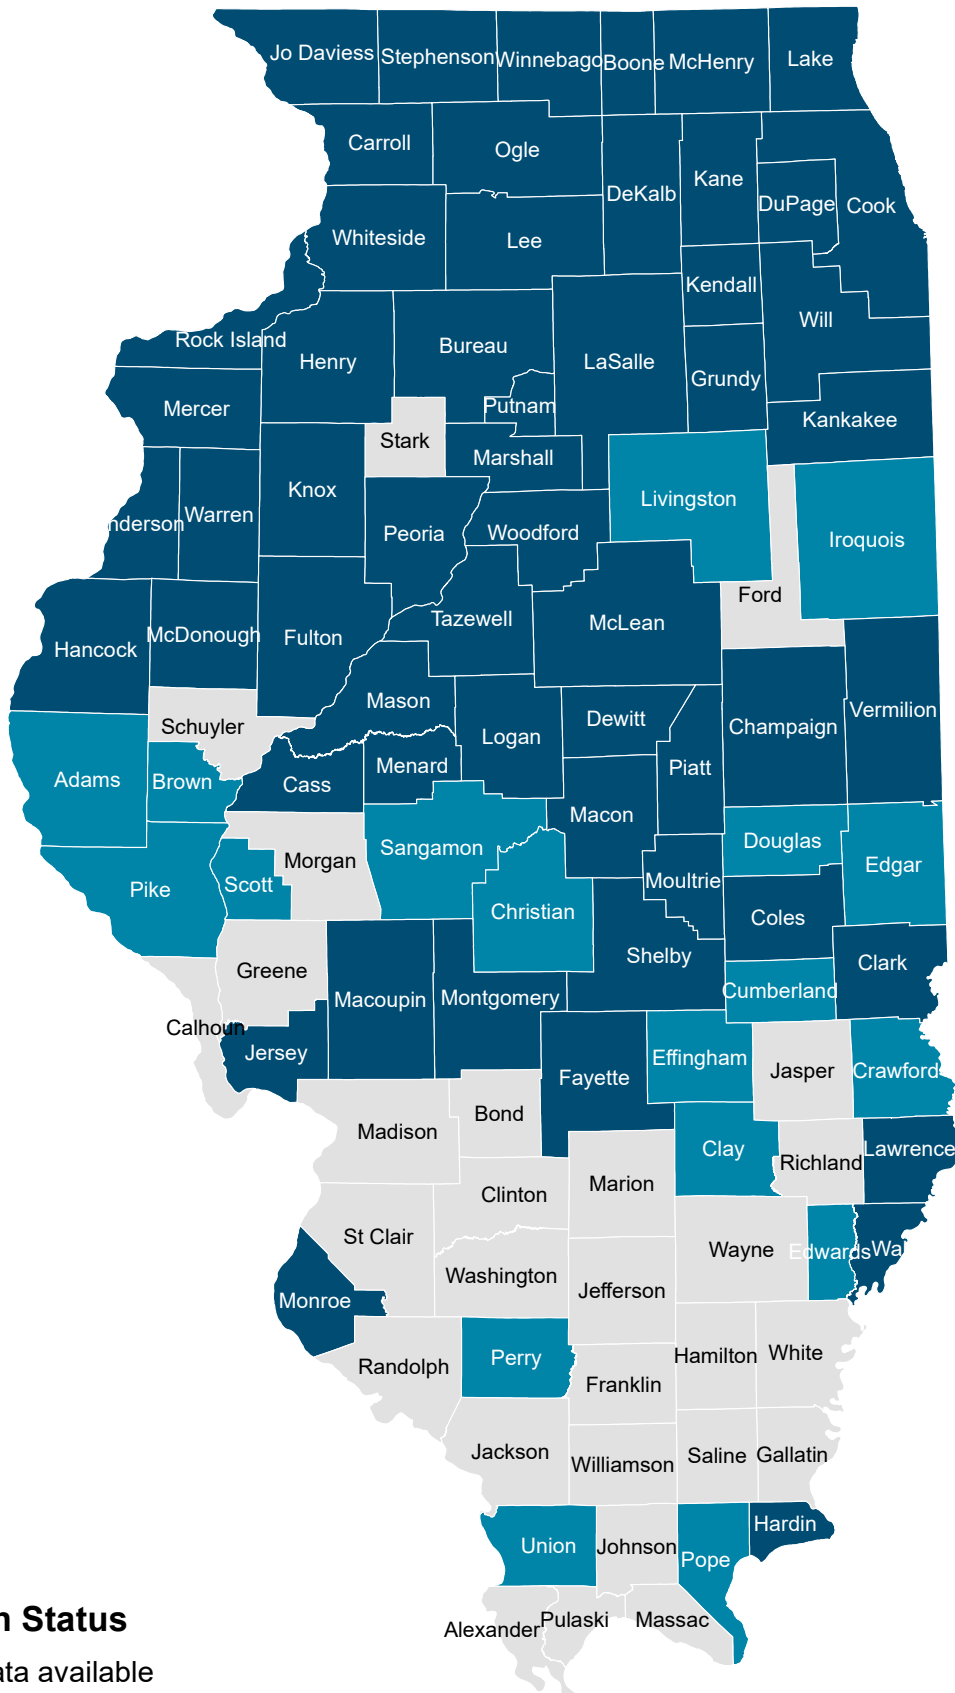 Jo Daviess
Stephenson
Winnebago
Boone
McHenry
Lake
Carroll
Ogle
DeKalb
Kane
DuPage
Cook
Whiteside
Lee
Kendall
Will
Rock Island
Henry
Bureau
LaSalle
Grundy
Mercer
Putnam
Kankakee
Stark
Marshall
Knox
Livingston
nderson
Warren
Peoria
Woodford
Iroquois
Ford
Tazewell
McLean
Hancock
McDonough
Fulton
Mason
Dewitt
Vermilion
Schuyler
Logan
Champaign
Adams
Brown
Cass
Menard
Piatt
Macon
Sangamon
Douglas
Edgar
Pike
Scott
Morgan
Moultrie
Christian
Coles
Greene
Shelby
Clark
Macoupin
Montgomery
Cumberland
Calhoun
Jersey
Fayette
Effingham
Jasper
Crawford
Madison
Bond
Clay
Richland
Lawrence
Clinton
Marion
St Clair
Wayne
Edwards
Wa
Washington
Jefferson
Monroe
Randolph
Perry
Hamilton
White
Franklin
Jackson
Williamson
Saline
Gallatin
Union
Johnson
Pope
Hardin
Alexander
Pulaski
Massac
n Status
ata available